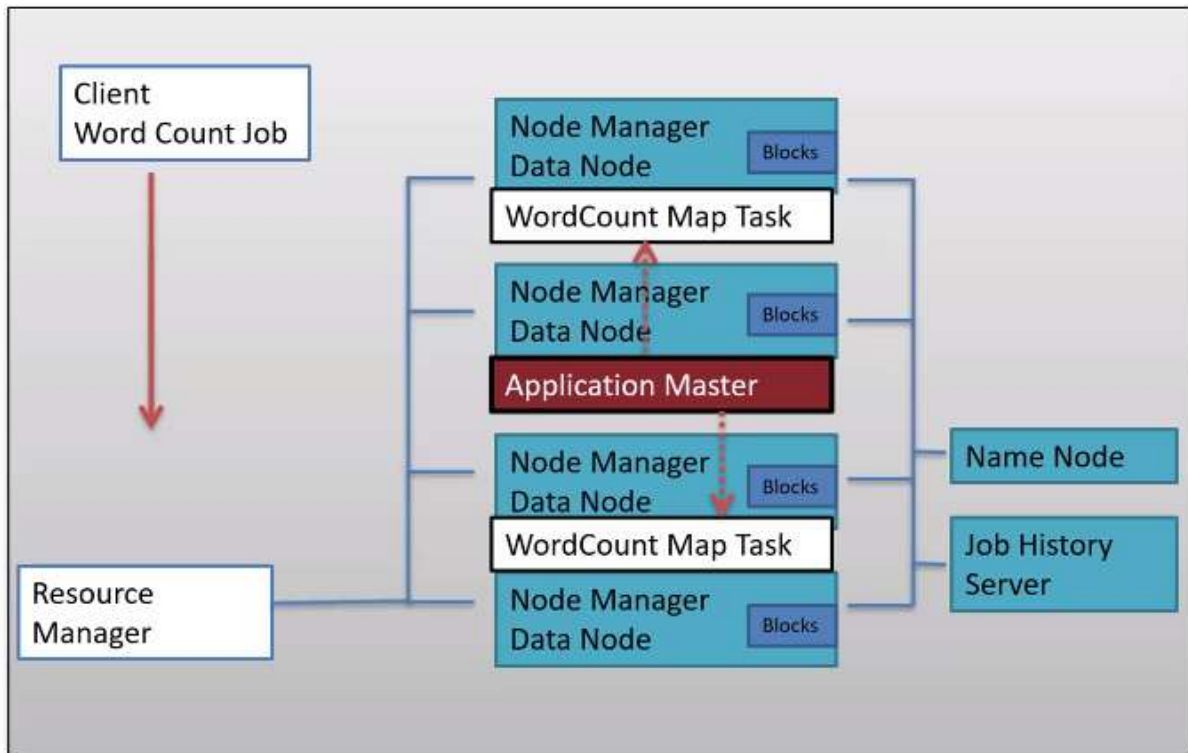 Client
Word Count Job
Node Manager
Data Node
Blocks
WordCount Map Task
Node Manager
Data Node
Blocks
Application Master
Node Manager
Data Node
Blocks
WordCount Map Task
Node Manager
Data Node
Blocks
Resource
Manager
Name Node
Job History
Server